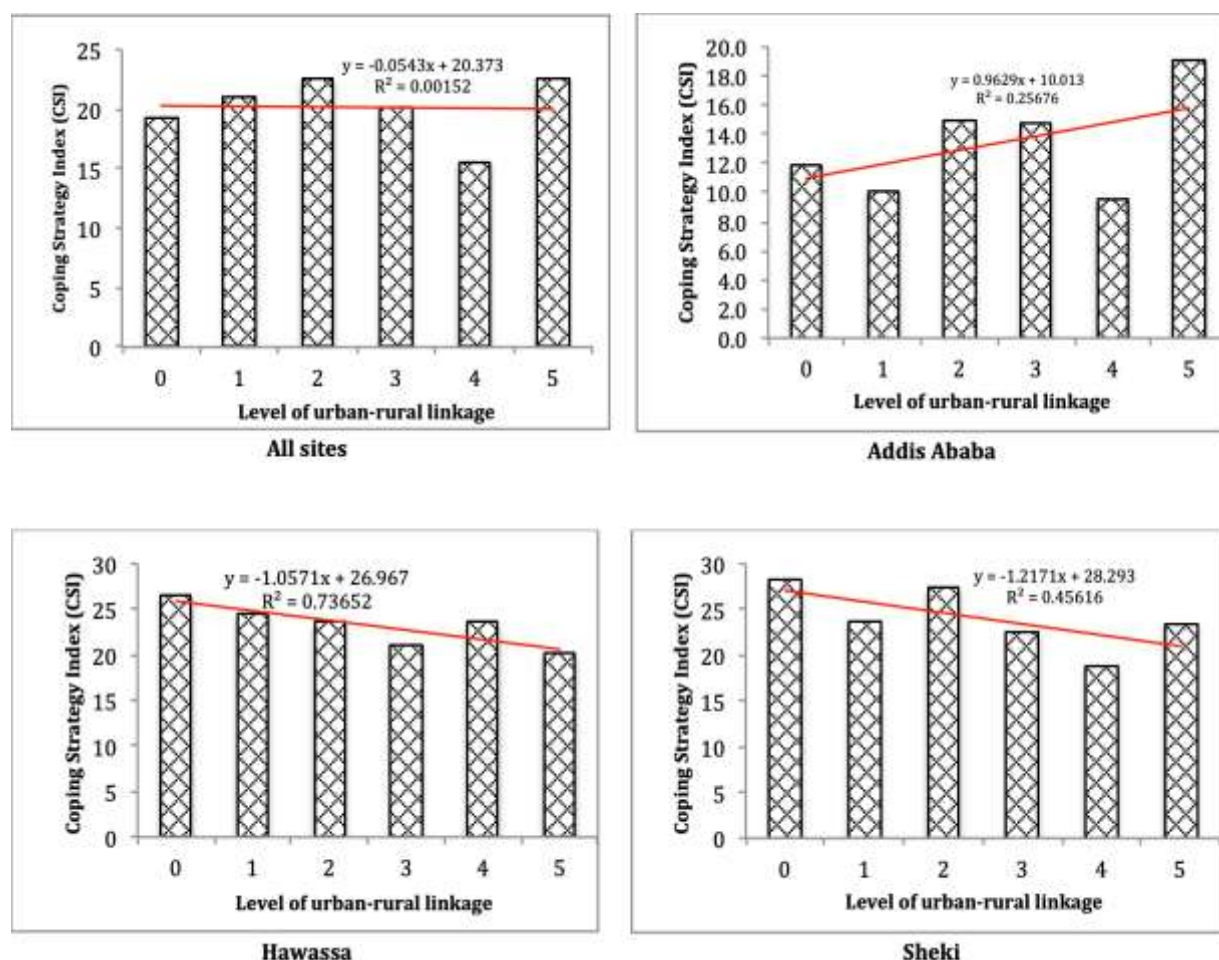 25
20
15
10
5
0
Coping Strategy Index (CSI)
y = -0.0543x + 20.373
R² = 0.00152
0 1 2 3 4 5
Level of urban-rural linkage
All sites
20.0
18.0
16.0
14.0
12.0
10.0
8.0
6.0
4.0
2.0
0.0
Coping Strategy Index (CSI)
y = 0.9629x + 10.013
R² = 0.25676
0 1 2 3 4 5
Level of urban-rural linkage
Addis Ababa
30
25
20
15
10
5
0
Coping Strategy Index (CSI)
y = -1.0571x + 26.967
R² = 0.73652
0 1 2 3 4 5
Level of urban-rural linkage
Hawassa
30
25
20
15
10
5
0
Coping Strategy Index (CSI)
y = -1.2171x + 28.293
R² = 0.45616
0 1 2 3 4 5
Level of urban-rural linkage
Sheki